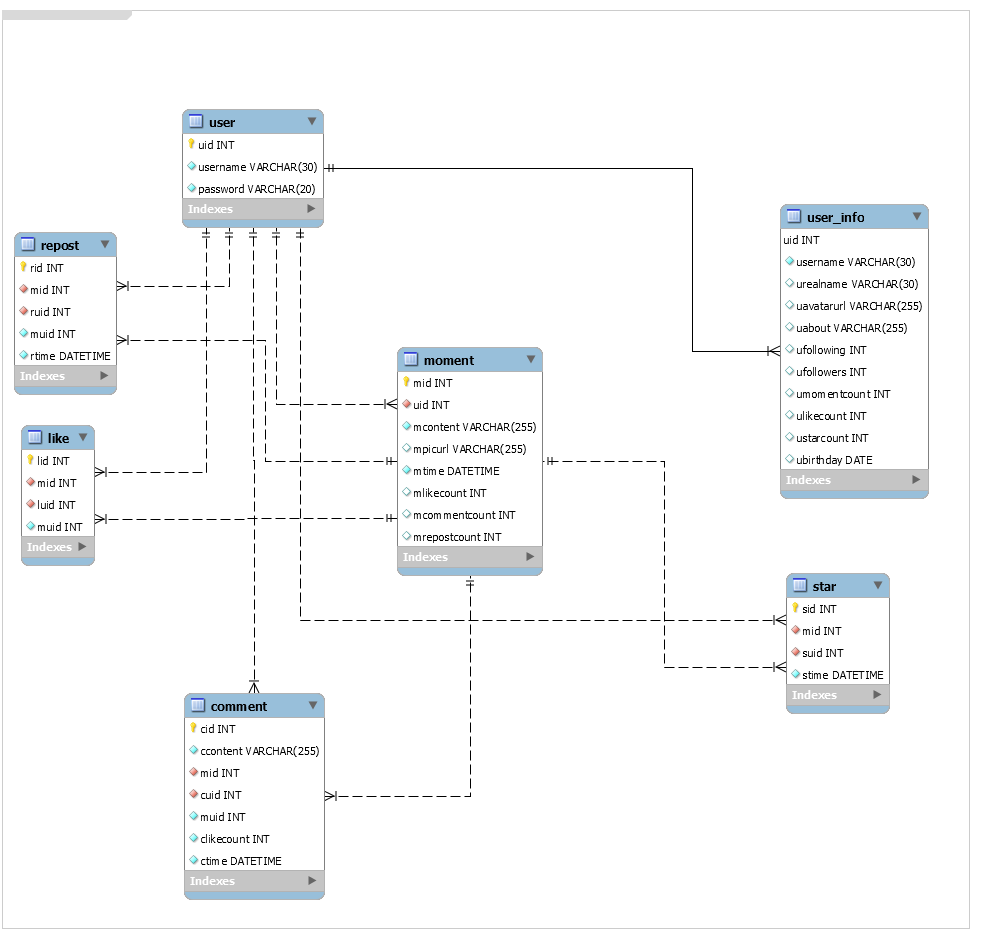 user
uid INT
username VARCHAR(30)
password VARCHAR(20)
Indexes
user_info
uid INT
username VARCHAR(30)
urealname VARCHAR(30)
uavatarurl VARCHAR(255)
uabout VARCHAR(255)
ufollowing INT
ufollowers INT
umomentcount INT
ulikecount INT
ustarcount INT
ubirthday DATE
Indexes
repost
rid INT
mid INT
ruid INT
muid INT
rtime DATETIME
Indexes
moment
mid INT
uid INT
mcontent VARCHAR(255)
mpicurl VARCHAR(255)
mtime DATETIME
mlikecount INT
mcommentcount INT
mrepostcount INT
Indexes
like
lid INT
mid INT
luid INT
muid INT
Indexes
star
sid INT
mid INT
suid INT
stime DATETIME
Indexes
comment
cid INT
ccontent VARCHAR(255)
mid INT
cuid INT
muid INT
clikecount INT
ctime DATETIME
Indexes